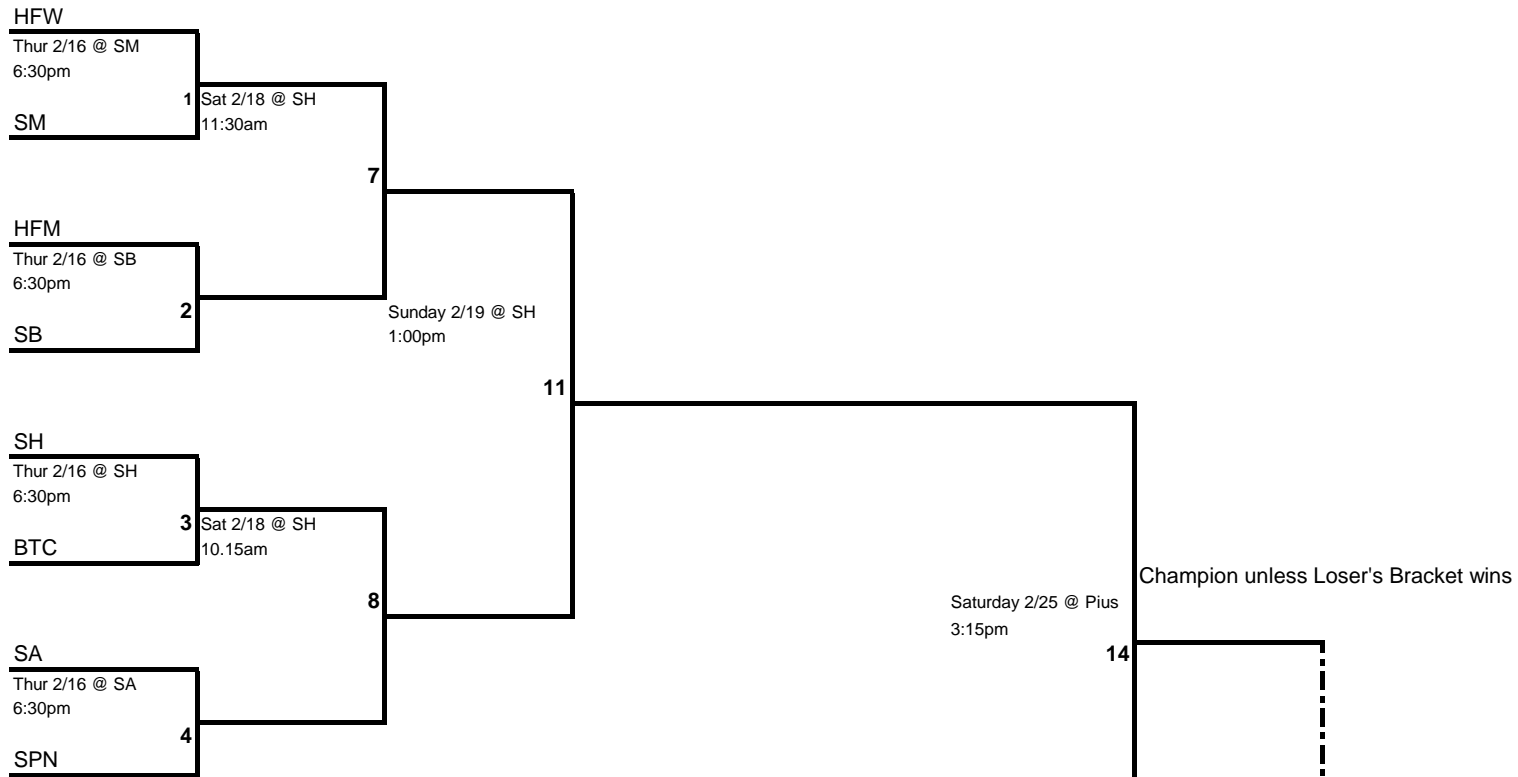 HFW
Thur 2/16 @ SM
6:30pm
1
Sat 2/18 @ SH
11:30am
SM
7
HFM
Thur 2/16 @ SB
6:30pm
2
SB
Sunday 2/19 @ SH
1:00pm
11
SH
Thur 2/16 @ SH
6:30pm
3
Sat 2/18 @ SH
10.15am
BTC
8
Champion unless Loser's Bracket wins
Saturday 2/25 @ Pius
3:15pm
14
SA
Thur 2/16 @ SA
6:30pm
4
SPN